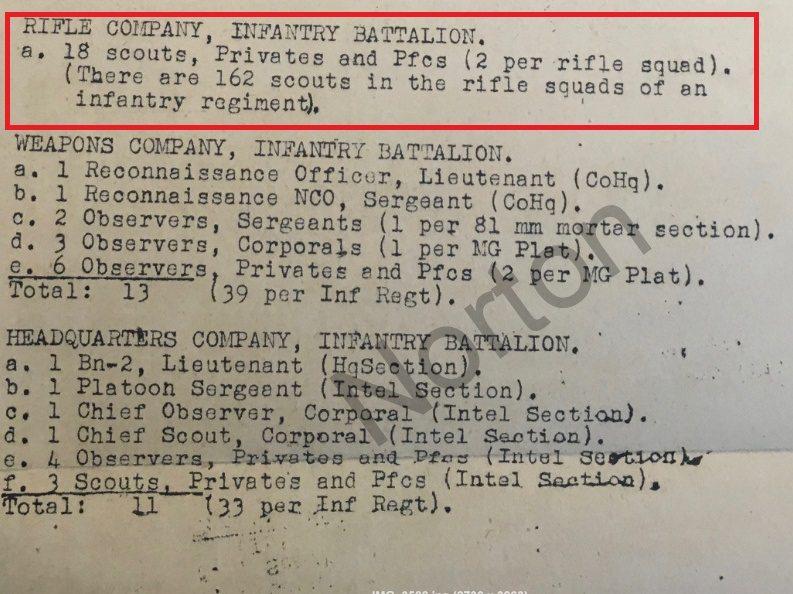 RIFLE COMPANY, INFANTRY BATTALION.
a. 18 scouts, Privates and Pfcs (2 per rifle squad).
(There are 162 scouts in the rifle squads of an
infantry regiment).
WEAPONS COMPANY, INFANTRY BATTALION.
a. 1 Reconnaissance Officer, Lieutenant (CoHq).
b. 1 Reconnaissance NCO, Sergeant (CoHq).
c. 2 Observers, Sergeants (1 per 81 mm mortar section).
d. 3 Observers, Corporals (1 per MG Plat).
e. 6 Observers, Privates and Pfcs (2 per MG Plat).
Total: 13 (39 per Inf Regt).
HEADQUARTERS COMPANY, INFANTRY BATTALION.
a. 1 Bn-2, Lieutenant (HqSection).
b. 1 Platoon Sergeant (Intel Section).
c. 1 Chief Observer, Corporal (Intel Section).
d. 1 Chief Scout, Corporal (Intel Section).
e. 4 Observers, Privates and Pfcs (Intel Section).
f. 3 Scouts, Privates and Pfcs (Intel Section).
Total: 11 (33 per Inf Regt).
Norton